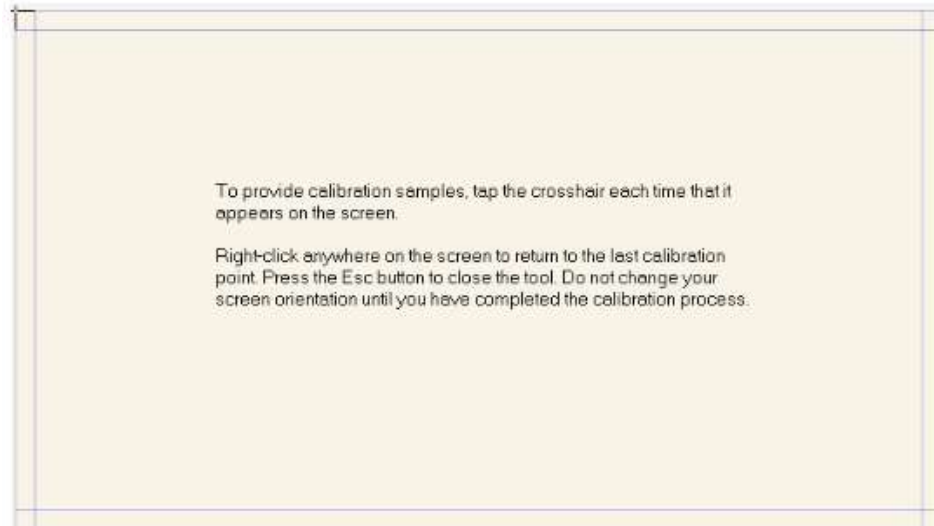 To provide calibration samples, tap the crosshair each time that it
appears on the screen.
Right-click anywhere on the screen to return to the last calibration
point. Press the Esc button to close the tool. Do not change your
screen orientation until you have completed the calibration process.